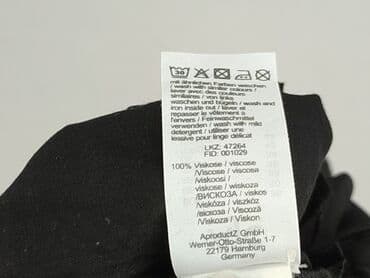 30
mit ähnlichen Farben waschen
/ wash with similar colours /
laver avec des couleurs
similaires / von links
waschen und bügeln / wash and
iron inside out / laver et
repasser le vêtement à
l'envers / Feinwaschmittel
verwenden / wash with mild
detergent / utiliser une
lessive pour linge délicat
LKZ: 47264
FID: 001029
100% Viskose / viscose
/ Viscose / viscosa
/ Viskoosi /
viskoze / wiskoza
/ ВИСКОЗА / viskos
/ Viskóza / viszkóz
/ Viscoză
/ Viskoza / Viskon
AproductZ GmbH
Werner-Otto-Straße 1-7
22179 Hamburg
Germany